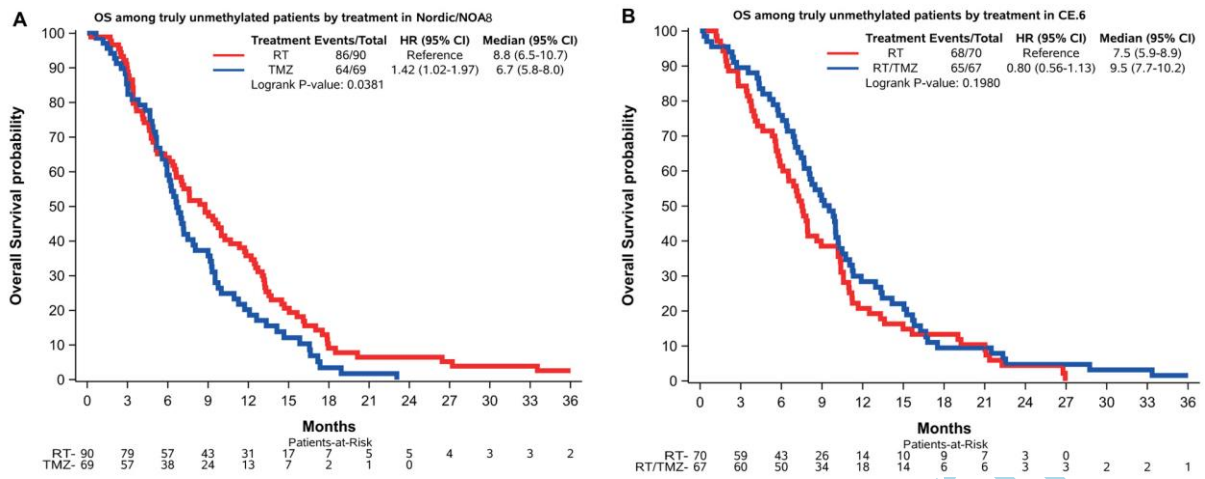 A
OS among truly unmethylated patients by treatment in Nordic/NOA8
Treatment Events/Total HR (95% CI) Median (95% CI)
RT 86/90 Reference 8.8 (6.5-10.7)
TMZ 64/69 1.42 (1.02-1.97) 6.7 (5.8-8.0)
Logrank P-value: 0.0381
Overall Survival probability
100
90
80
70
60
50
40
30
20
10
0
0 3 6 9 12 15 18 21 24 27 30 33 36
Months
Patients-at-Risk
RT- 90 79 57 43 31 17 7 5 5 4 3 3 2
TMZ- 69 57 38 24 13 7 2 1 0
B
OS among truly unmethylated patients by treatment in CE.6
Treatment Events/Total HR (95% CI) Median (95% CI)
RT 68/70 Reference 7.5 (5.9-8.9)
RT/TMZ 65/67 0.80 (0.56-1.13) 9.5 (7.7-10.2)
Logrank P-value: 0.1980
Overall Survival probability
100
90
80
70
60
50
40
30
20
10
0
0 3 6 9 12 15 18 21 24 27 30 33 36
Months
Patients-at-Risk
RT- 70 59 43 26 14 10 9 7 3 0
RT/TMZ- 67 60 50 34 18 14 6 6 3 3 2 2 1